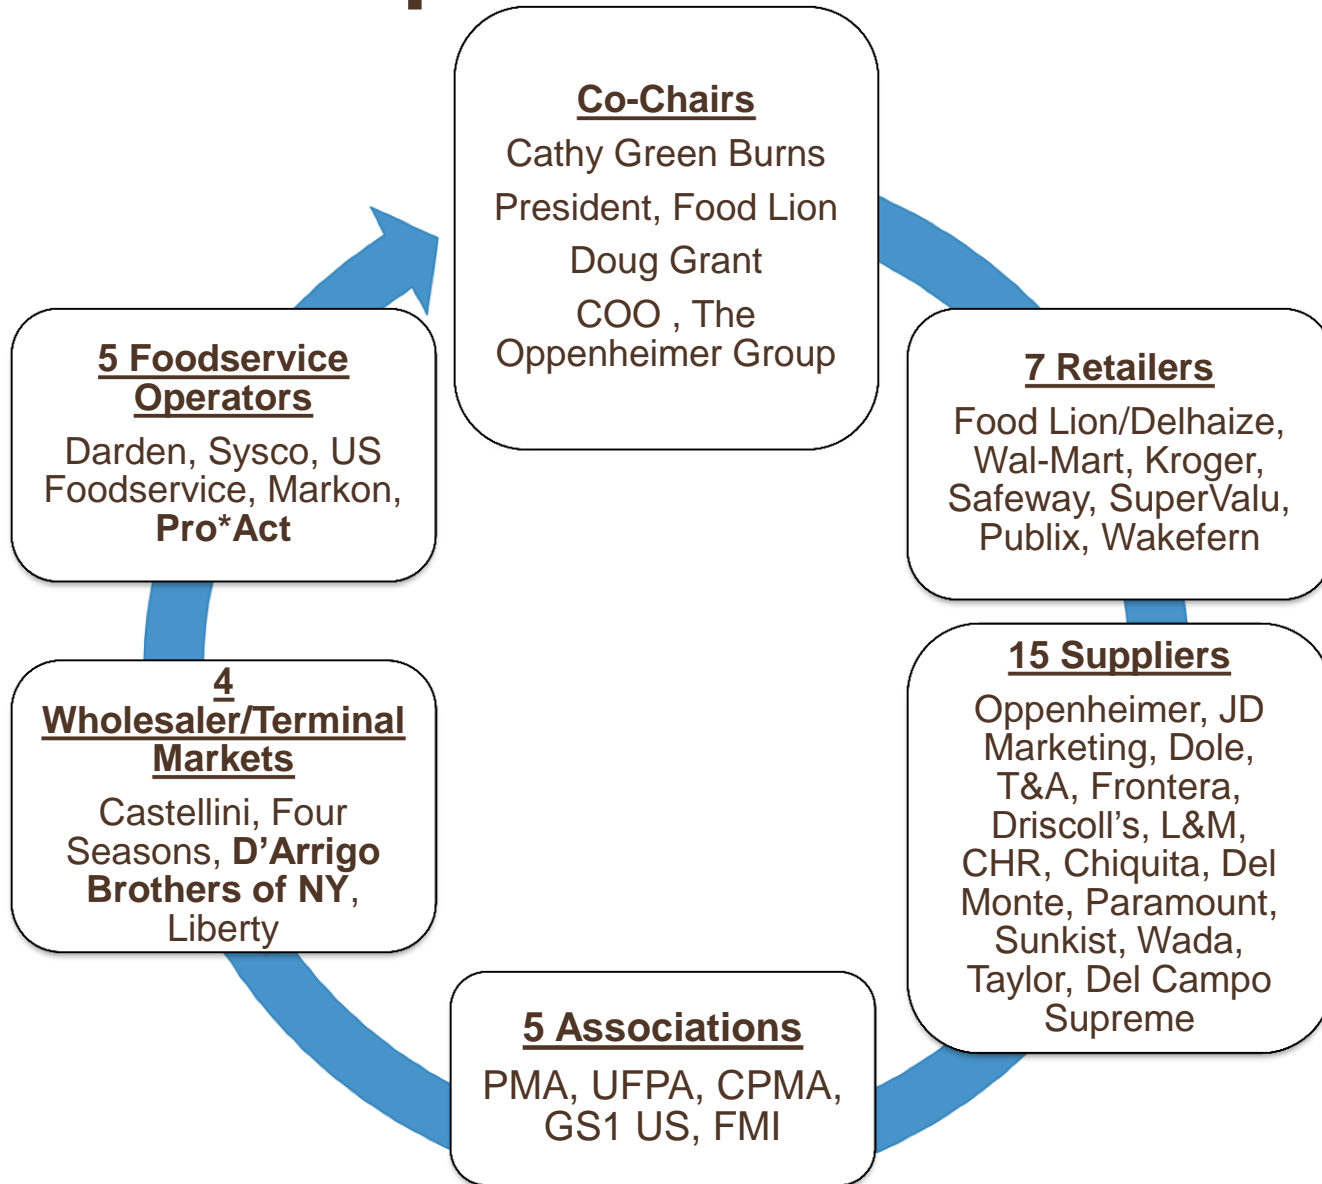 Co-Chairs
Cathy Green Burns
President, Food Lion
Doug Grant
COO , The
Oppenheimer Group
7 Retailers
Food Lion/Delhaize,
Wal-Mart, Kroger,
Safeway, SuperValu,
Publix, Wakefern
15 Suppliers
Oppenheimer, JD
Marketing, Dole,
T&A, Frontera,
Driscoll’s, L&M,
CHR, Chiquita, Del
Monte, Paramount,
Sunkist, Wada,
Taylor, Del Campo
Supreme
5 Associations
PMA, UFPA, CPMA,
GS1 US, FMI
4
Wholesaler/Terminal
Markets
Castellini, Four
Seasons, D’Arrigo
Brothers of NY,
Liberty
5 Foodservice
Operators
Darden, Sysco, US
Foodservice, Markon,
Pro*Act